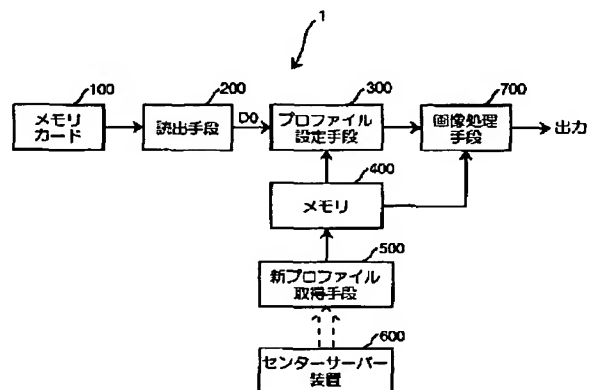 1
100
200
300
700
メモリ
カード
読出手段
D0
プロファイル
設定手段
画像処理
手段
出力
400
メモリ
500
新プロファイル
取得手段
600
センターサーバー
装置